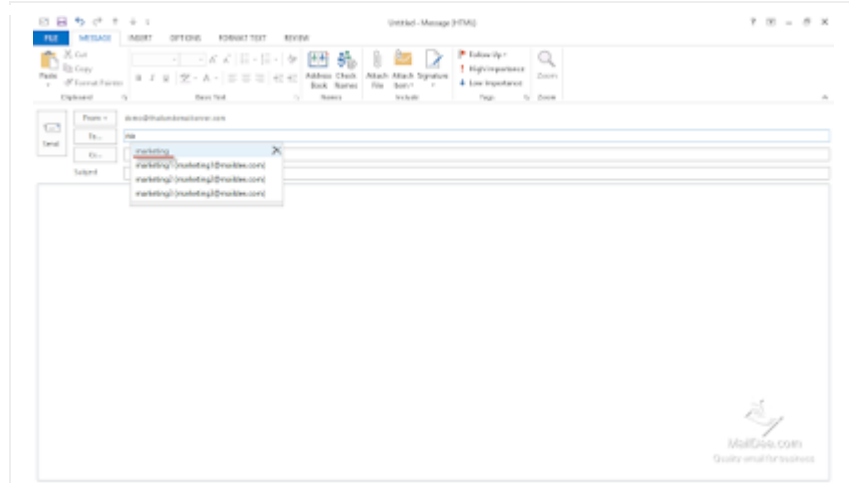 Untitled - Message (HTML)
FILE MESSAGE INSERT OPTIONS FORMAT TEXT REVIEW
Cut
Copy
Format Painter
Paste
Address Book
Check Names
Attach File
Attach Item
Signature
Follow Up
High Importance
Low Importance
Zoom
Clipboard Basic Text Names Include Tags Zoom
From
Send
To...
ma
Cc...
Subject
marketing
marketing1 (marketing1@maildee.com)
marketing2 (marketing2@maildee.com)
marketing3 (marketing3@maildee.com)
MailDee.com
Quality email for business